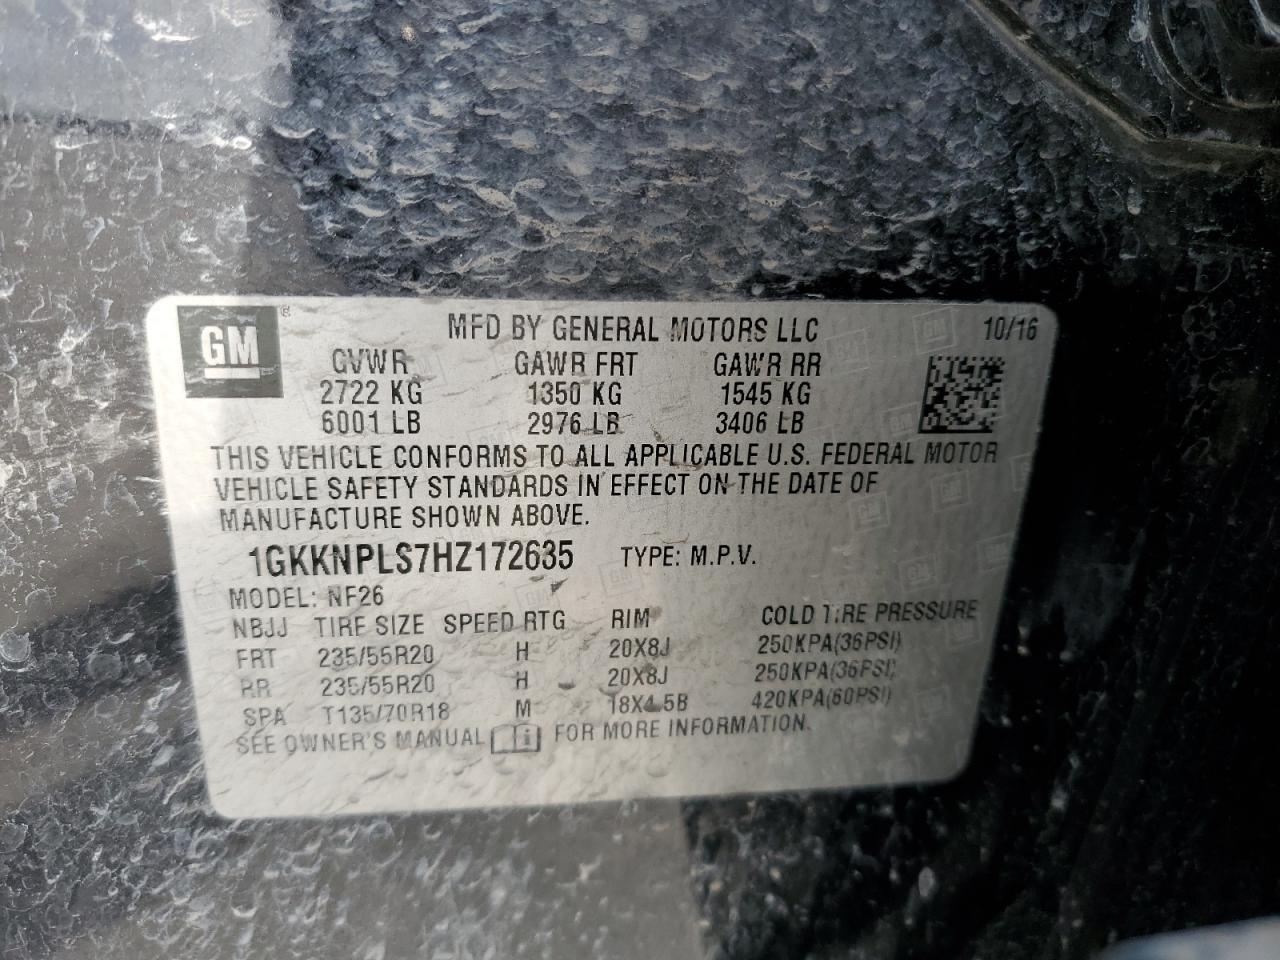 GM ® MFD BY GENERAL MOTORS LLC 10/16
GVWR GAWR FRT GAWR RR
2722 KG 1350 KG 1545 KG
6001 LB 2976 LB 3406 LB
THIS VEHICLE CONFORMS TO ALL APPLICABLE U.S. FEDERAL MOTOR
VEHICLE SAFETY STANDARDS IN EFFECT ON THE DATE OF
MANUFACTURE SHOWN ABOVE.
1GKKNPLS7HZ172635 TYPE: M.P.V.
MODEL: NF26
NBJJ TIRE SIZE SPEED RTG RIM COLD TIRE PRESSURE
FRT 235/55R20 H 20X8J 250KPA(36PSI)
RR 235/55R20 H 20X8J 250KPA(36PSI)
SPA T135/70R18 M 18X4.5B 420KPA(60PSI)
SEE OWNER'S MANUAL FOR MORE INFORMATION.